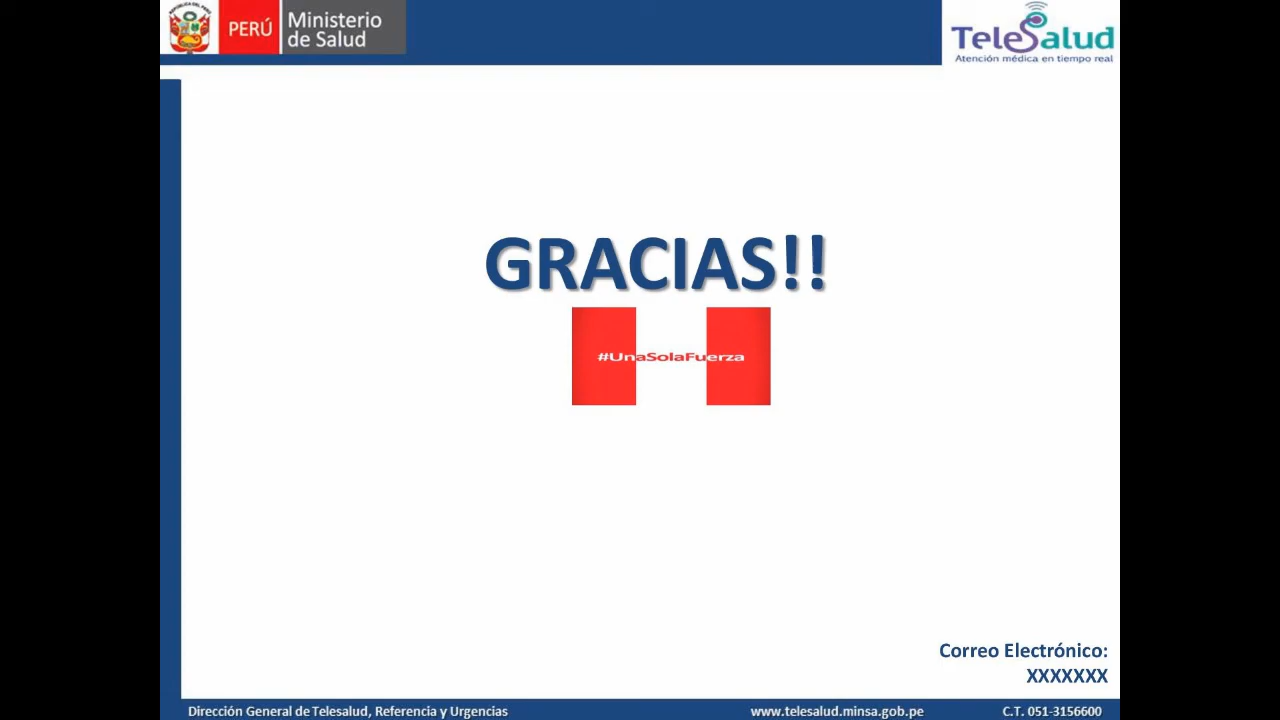 PERÚ
Ministerio
de Salud
TeleSalud
Atención médica en tiempo real
GRACIAS!!
#UnaSolaFuerza
Correo Electrónico:
XXXXXXX
Dirección General de Telesalud, Referencia y Urgencias
www.telesalud.minsa.gob.pe
C.T. 051-3156600